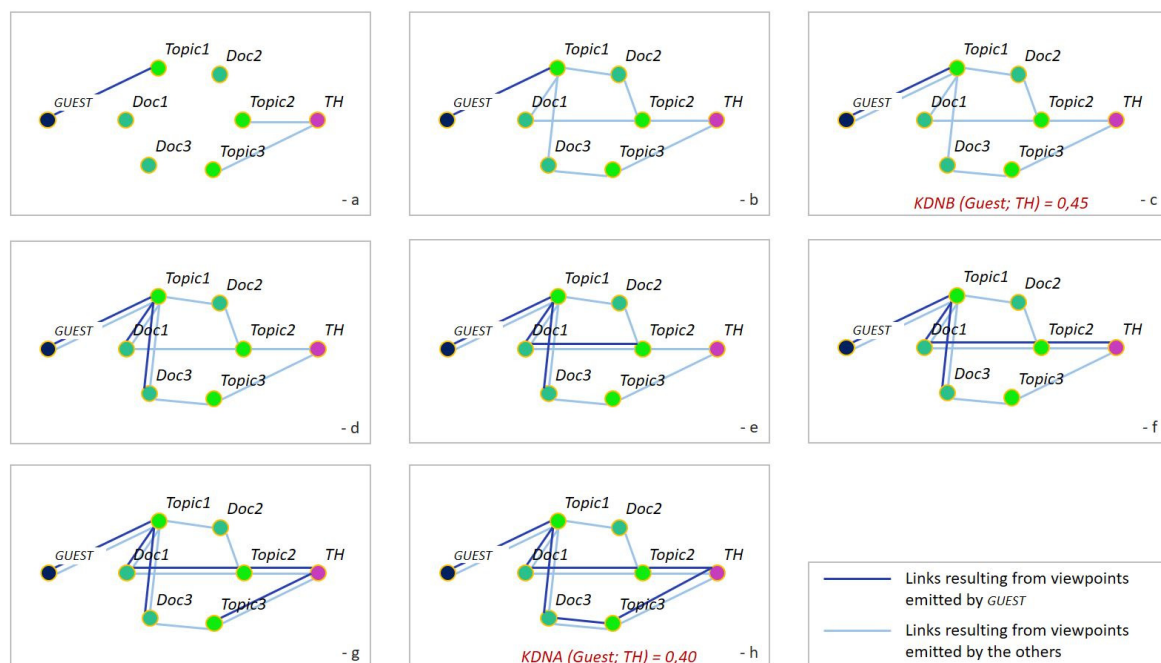 Topic1
Doc2
GUEST
Doc1
Topic2
TH
Doc3
Topic3
- a
Topic1
Doc2
GUEST
Doc1
Topic2
TH
Doc3
Topic3
- b
Topic1
Doc2
GUEST
Doc1
Topic2
TH
Doc3
Topic3
KDNB (Guest; TH) = 0,45
- c
Topic1
Doc2
GUEST
Doc1
Topic2
TH
Doc3
Topic3
- d
Topic1
Doc2
GUEST
Doc1
Topic2
TH
Doc3
Topic3
- e
Topic1
Doc2
GUEST
Doc1
Topic2
TH
Doc3
Topic3
- f
Topic1
Doc2
GUEST
Doc1
Topic2
TH
Doc3
Topic3
- g
Topic1
Doc2
GUEST
Doc1
Topic2
TH
Doc3
Topic3
KDNA (Guest; TH) = 0,40
- h
Links resulting from viewpoints
emitted by GUEST
Links resulting from viewpoints
emitted by the others